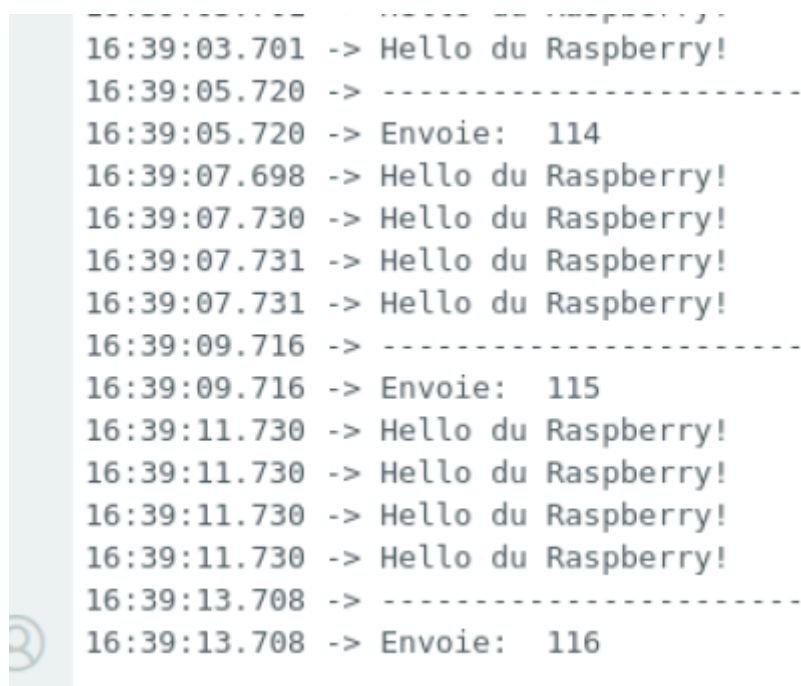 16:39:03.701 -> Hello du Raspberry!
16:39:05.720 -> -----------------------
16:39:05.720 -> Envoie:  114
16:39:07.698 -> Hello du Raspberry!
16:39:07.730 -> Hello du Raspberry!
16:39:07.731 -> Hello du Raspberry!
16:39:07.731 -> Hello du Raspberry!
16:39:09.716 -> -----------------------
16:39:09.716 -> Envoie:  115
16:39:11.730 -> Hello du Raspberry!
16:39:11.730 -> Hello du Raspberry!
16:39:11.730 -> Hello du Raspberry!
16:39:11.730 -> Hello du Raspberry!
16:39:13.708 -> -----------------------
16:39:13.708 -> Envoie:  116